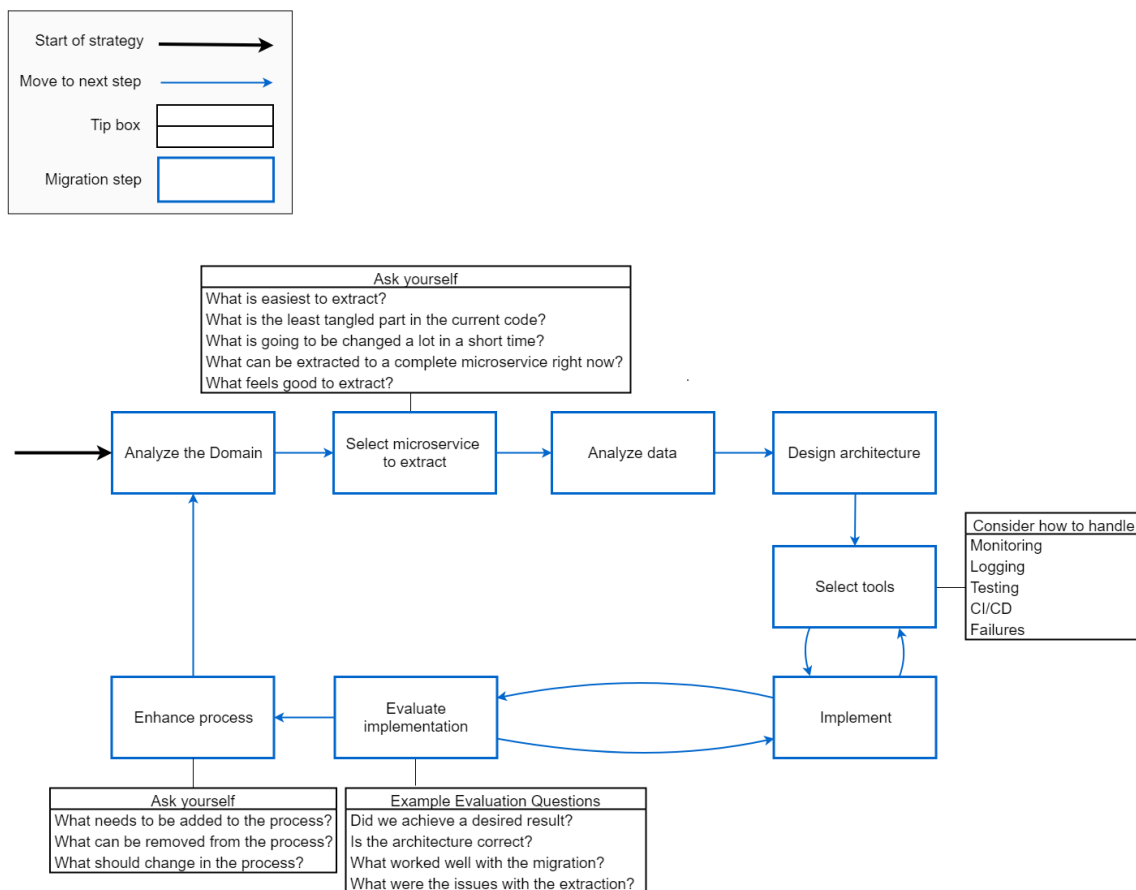 Start of strategy
Move to next step
Tip box
Migration step
Ask yourself
What is easiest to extract?
What is the least tangled part in the current code?
What is going to be changed a lot in a short time?
What can be extracted to a complete microservice right now?
What feels good to extract?
Analyze the Domain
Select microservice
to extract
Analyze data
Design architecture
Select tools
Consider how to handle
Monitoring
Logging
Testing
CI/CD
Failures
Enhance process
Evaluate
implementation
Implement
Ask yourself
What needs to be added to the process?
What can be removed from the process?
What should change in the process?
Example Evaluation Questions
Did we achieve a desired result?
Is the architecture correct?
What worked well with the migration?
What were the issues with the extraction?